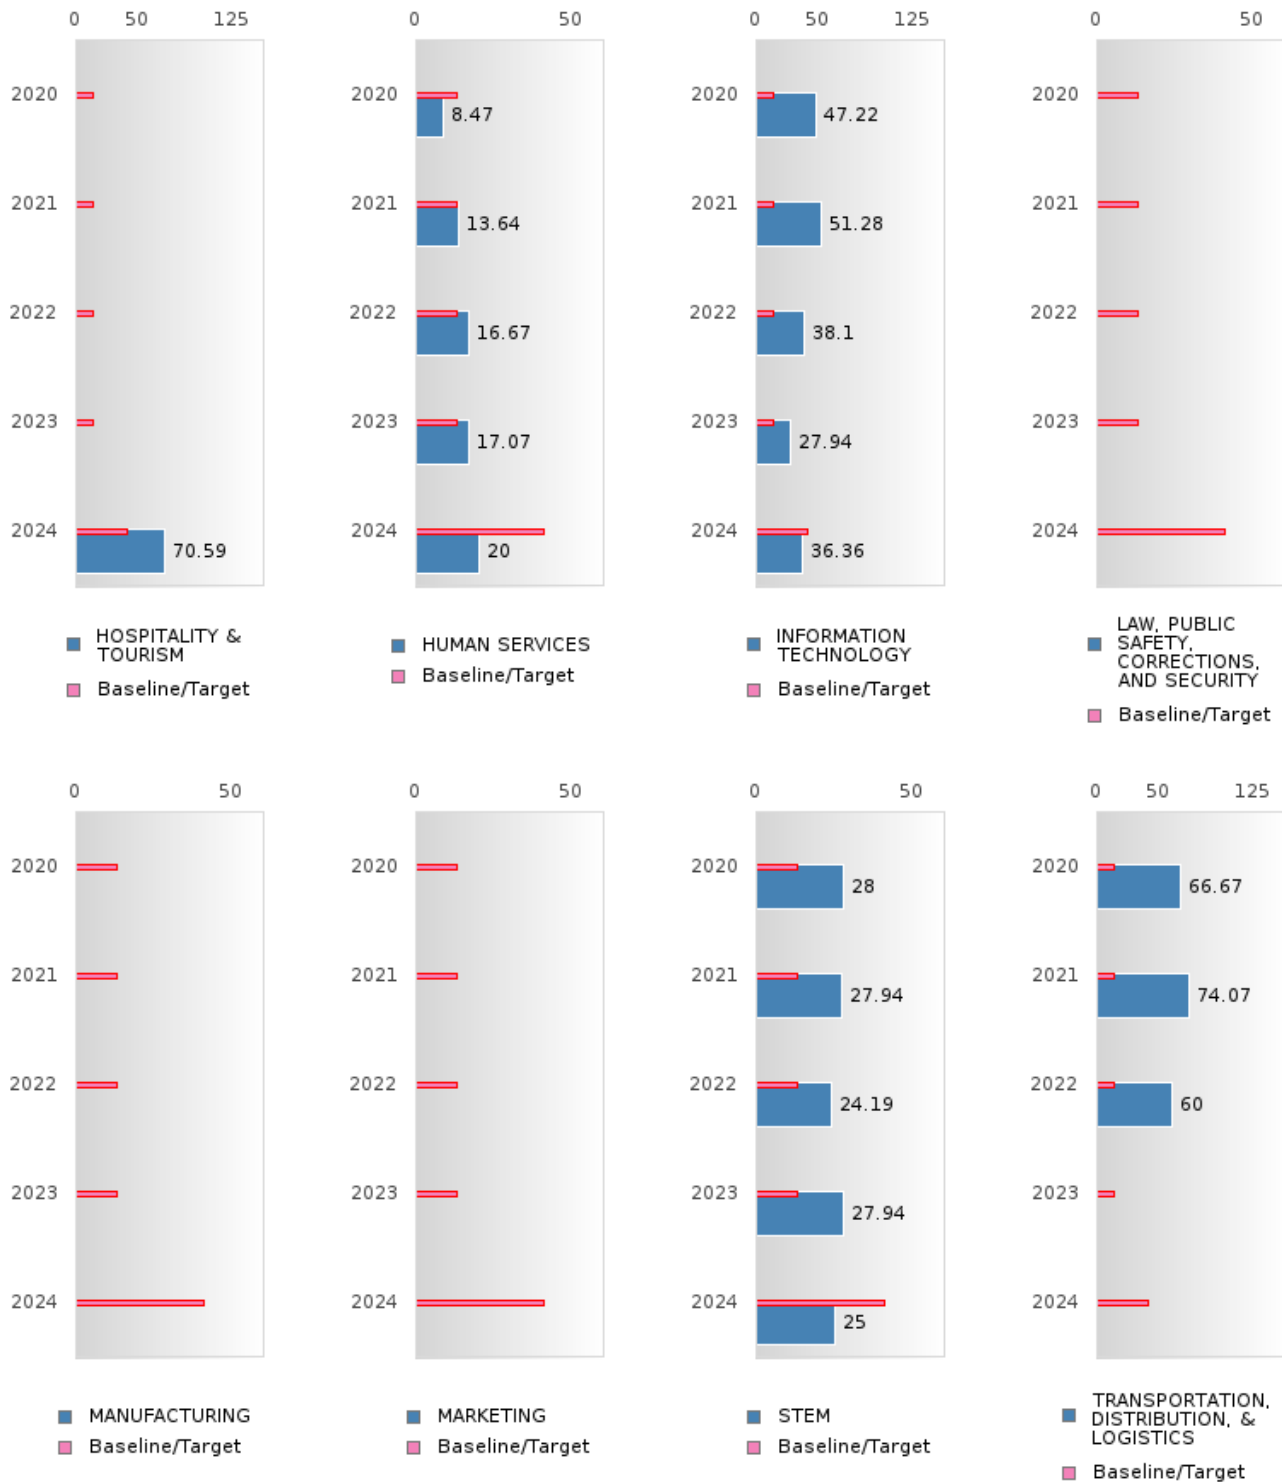 0 50 125
2020
2021
2022
2023
2024
70.59
HOSPITALITY &
TOURISM
Baseline/Target
0 50
2020
8.47
2021
13.64
2022
16.67
2023
17.07
2024
20
HUMAN SERVICES
Baseline/Target
0 50 125
2020
47.22
2021
51.28
2022
38.1
2023
27.94
2024
36.36
INFORMATION
TECHNOLOGY
Baseline/Target
0 50
2020
2021
2022
2023
2024
LAW, PUBLIC
SAFETY,
CORRECTIONS,
AND SECURITY
Baseline/Target
0 50
2020
2021
2022
2023
2024
MANUFACTURING
Baseline/Target
0 50
2020
2021
2022
2023
2024
MARKETING
Baseline/Target
0 50
2020
28
2021
27.94
2022
24.19
2023
27.94
2024
25
STEM
Baseline/Target
0 50 125
2020
66.67
2021
74.07
2022
60
2023
2024
TRANSPORTATION,
DISTRIBUTION, &
LOGISTICS
Baseline/Target